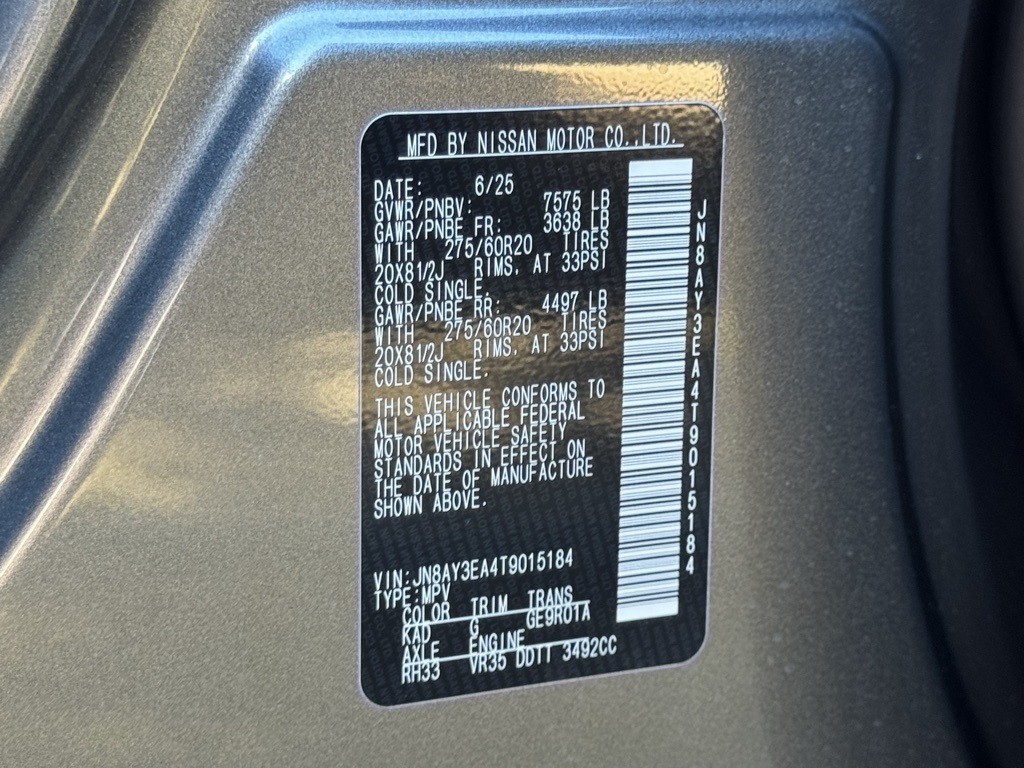 MFD BY NISSAN MOTOR CO.,LTD.
DATE: 6/25
GVWR/PNBV: 7575 LB
GAWR/PNBE FR: 3638 LB
WITH 275/60R20 TIRES
20X81/2J RIMS, AT 33PSI
COLD SINGLE.
GAWR/PNBE RR: 4497 LB
WITH 275/60R20 TIRES
20X81/2J RIMS, AT 33PSI
COLD SINGLE.
THIS VEHICLE CONFORMS TO
ALL APPLICABLE FEDERAL
MOTOR VEHICLE SAFETY
STANDARDS IN EFFECT ON
THE DATE OF MANUFACTURE
SHOWN ABOVE.
VIN:JN8AY3EA4T9015184
TYPE:MPV
COLOR TRIM TRANS
KAD G GE9R01A
AXLE ENGINE
RH33 VR35 DDTT 3492CC
JN8AY3EA4T9015184